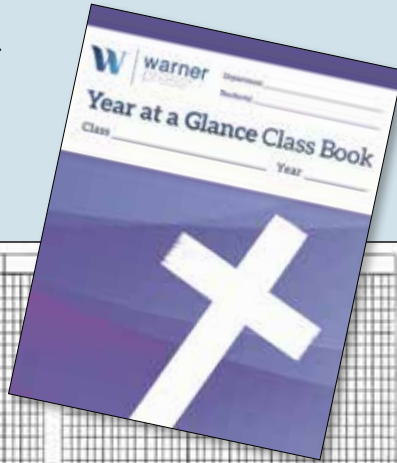 W warner
Department
Teacher(s)
Year at a Glance Class Book
Class
Year